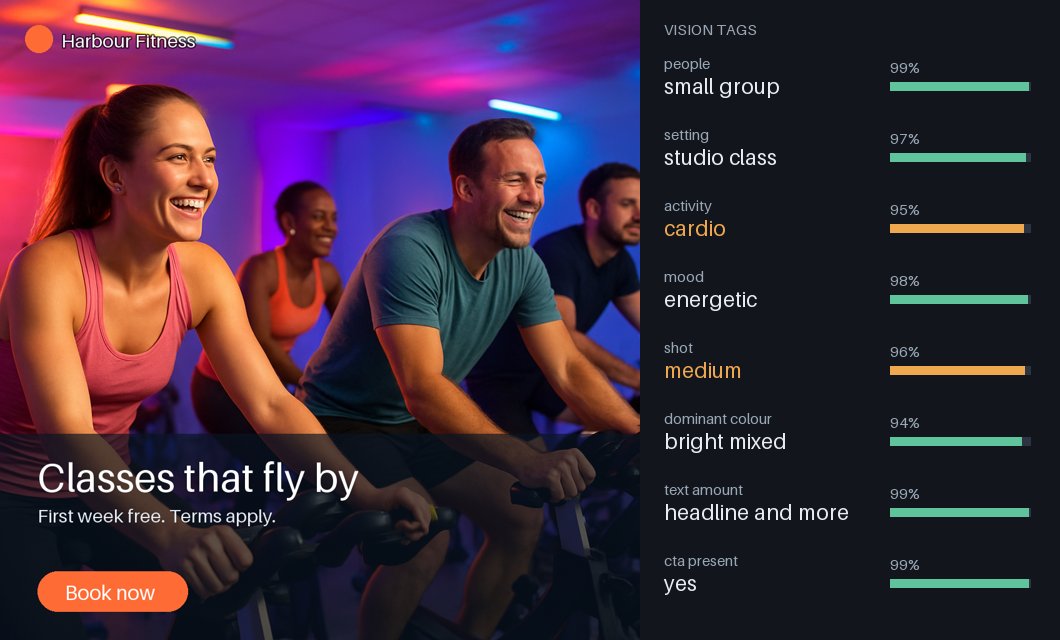 Harbour Fitness
Classes that fly by
First week free. Terms apply.
Book now
VISION TAGS
people
small group
99%
setting
studio class
97%
activity
cardio
95%
mood
energetic
98%
shot
medium
96%
dominant colour
bright mixed
94%
text amount
headline and more
99%
cta present
yes
99%